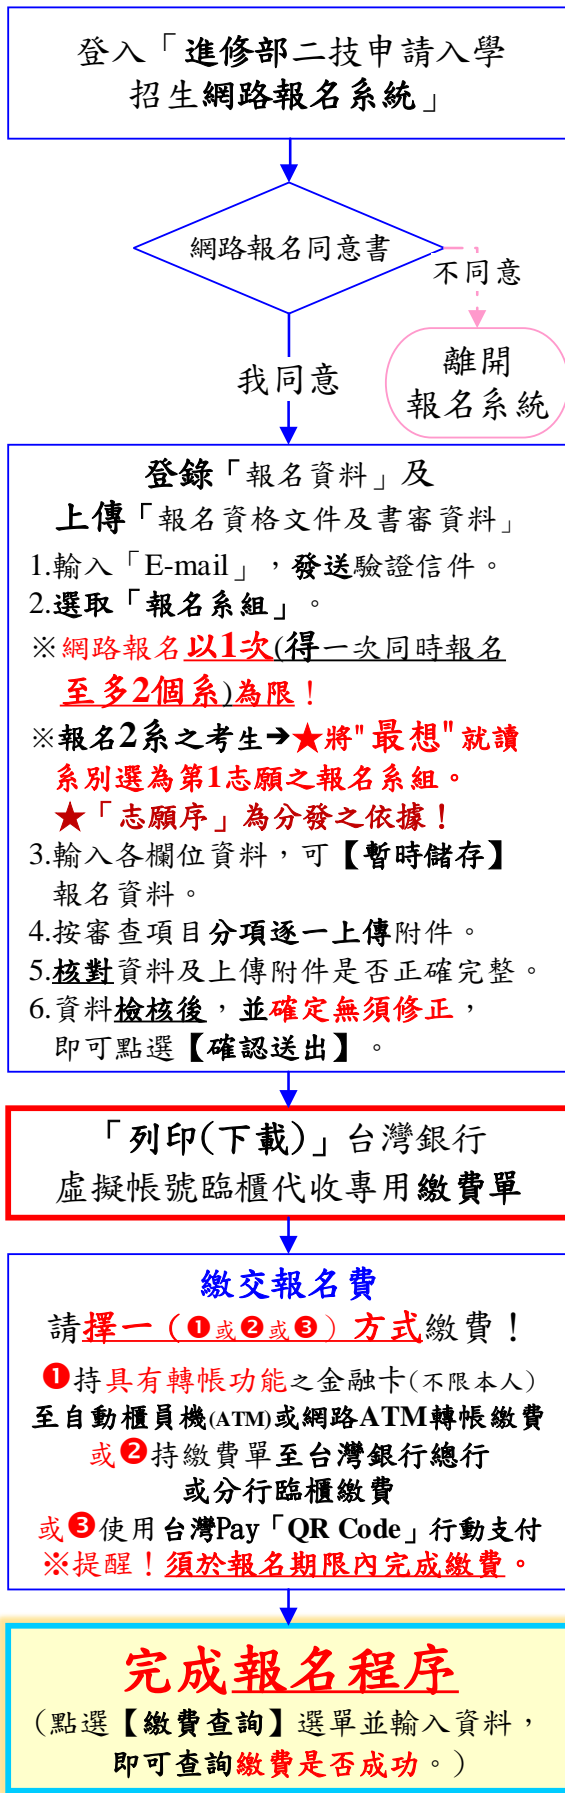 登入「進修部二技申請入學
招生網路報名系統」
網路報名同意書
不同意
離開
報名系統
我同意
登錄「報名資料」及
上傳「報名資格文件及書審資料」
1.輸入「E-mail」，發送驗證信件。
2.選取「報名系組」。
※網路報名以1次(得一次同時報名
至多2個系)為限！
※報名2系之考生➔★將"最想"就讀
系別選為第1志願之報名系組。
★「志願序」為分發之依據！
3.輸入各欄位資料，可【暫時儲存】
報名資料。
4.按審查項目分項逐一上傳附件。
5.核對資料及上傳附件是否正確完整。
6.資料檢核後，並確定無須修正，
即可點選【確認送出】。
「列印(下載)」台灣銀行
虛擬帳號臨櫃代收專用繳費單
繳交報名費
請擇一（❶或❷或❸）方式繳費！
❶持具有轉帳功能之金融卡(不限本人)
至自動櫃員機(ATM)或網路ATM轉帳繳費
或❷持繳費單至台灣銀行總行
或分行臨櫃繳費
或❸使用台灣Pay「QR Code」行動支付
※提醒！須於報名期限內完成繳費。
完成報名程序
（點選【繳費查詢】選單並輸入資料，
即可查詢繳費是否成功。）